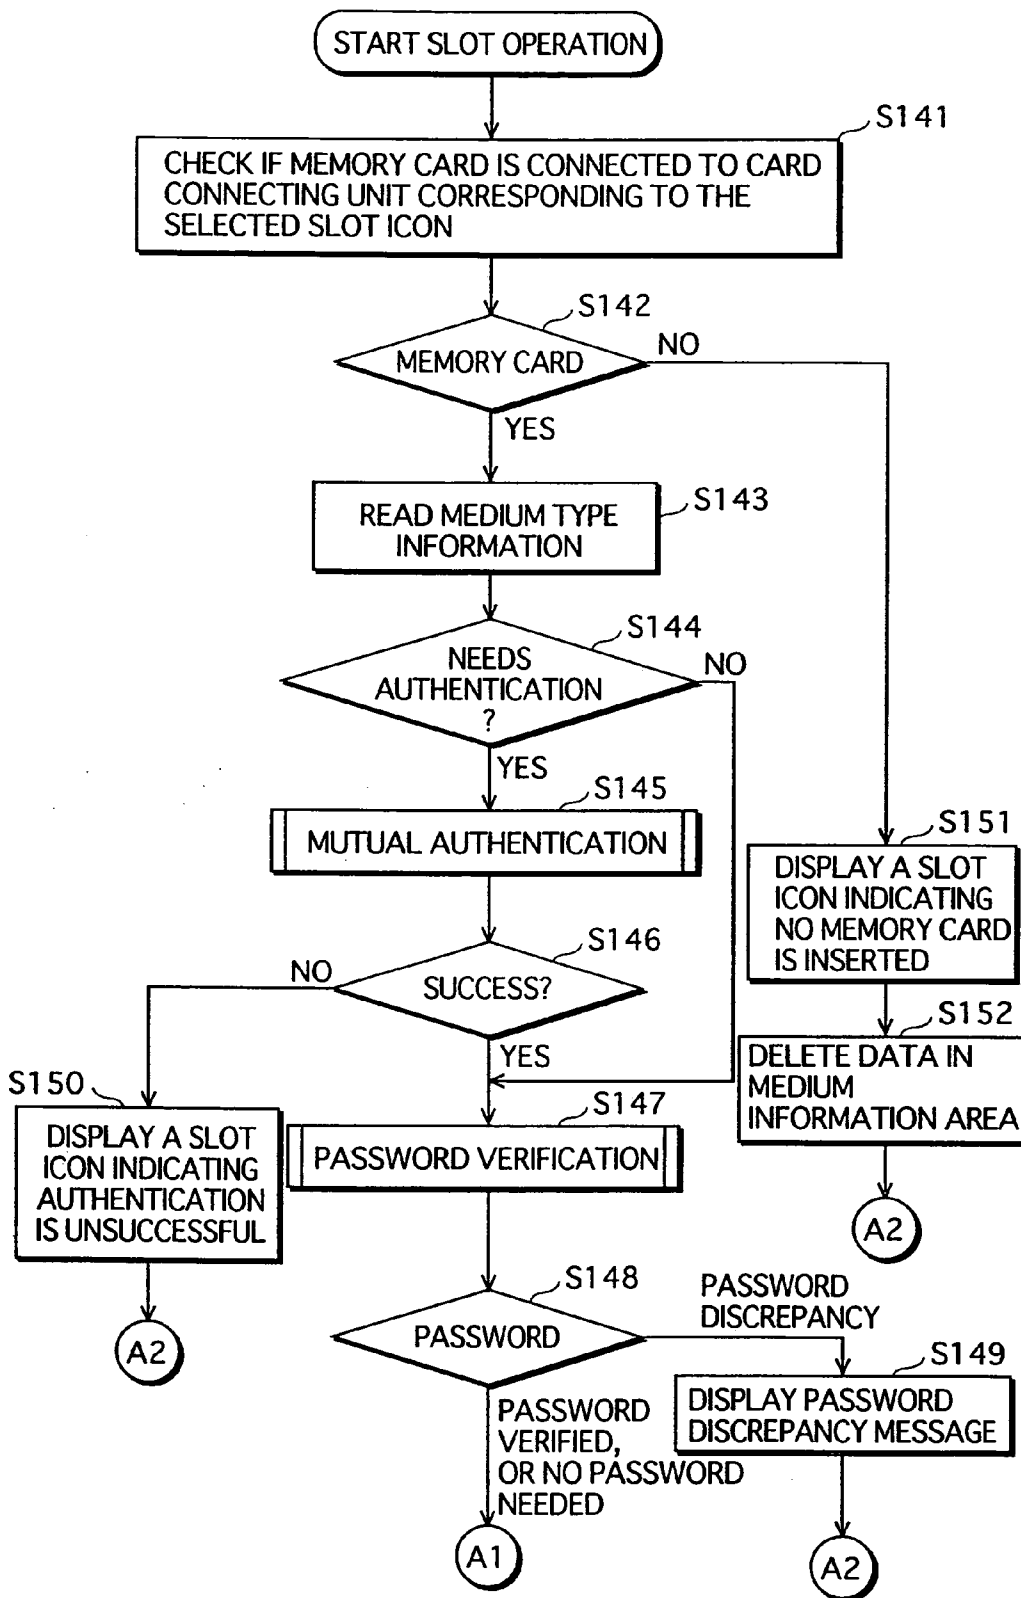 START SLOT OPERATION
S141
CHECK IF MEMORY CARD IS CONNECTED TO CARD
CONNECTING UNIT CORRESPONDING TO THE
SELECTED SLOT ICON
S142
MEMORY CARD
NO
YES
S143
READ MEDIUM TYPE
INFORMATION
S144
NEEDS
AUTHENTICATION
?
NO
YES
S145
MUTUAL AUTHENTICATION
S151
DISPLAY A SLOT
ICON INDICATING
NO MEMORY CARD
IS INSERTED
S146
SUCCESS?
NO
YES
S152
DELETE DATA IN
MEDIUM
INFORMATION AREA
A2
S150
DISPLAY A SLOT
ICON INDICATING
AUTHENTICATION
IS UNSUCCESSFUL
A2
S147
PASSWORD VERIFICATION
S148
PASSWORD
PASSWORD
DISCREPANCY
S149
DISPLAY PASSWORD
DISCREPANCY MESSAGE
PASSWORD
VERIFIED,
OR NO PASSWORD
NEEDED
A1
A2